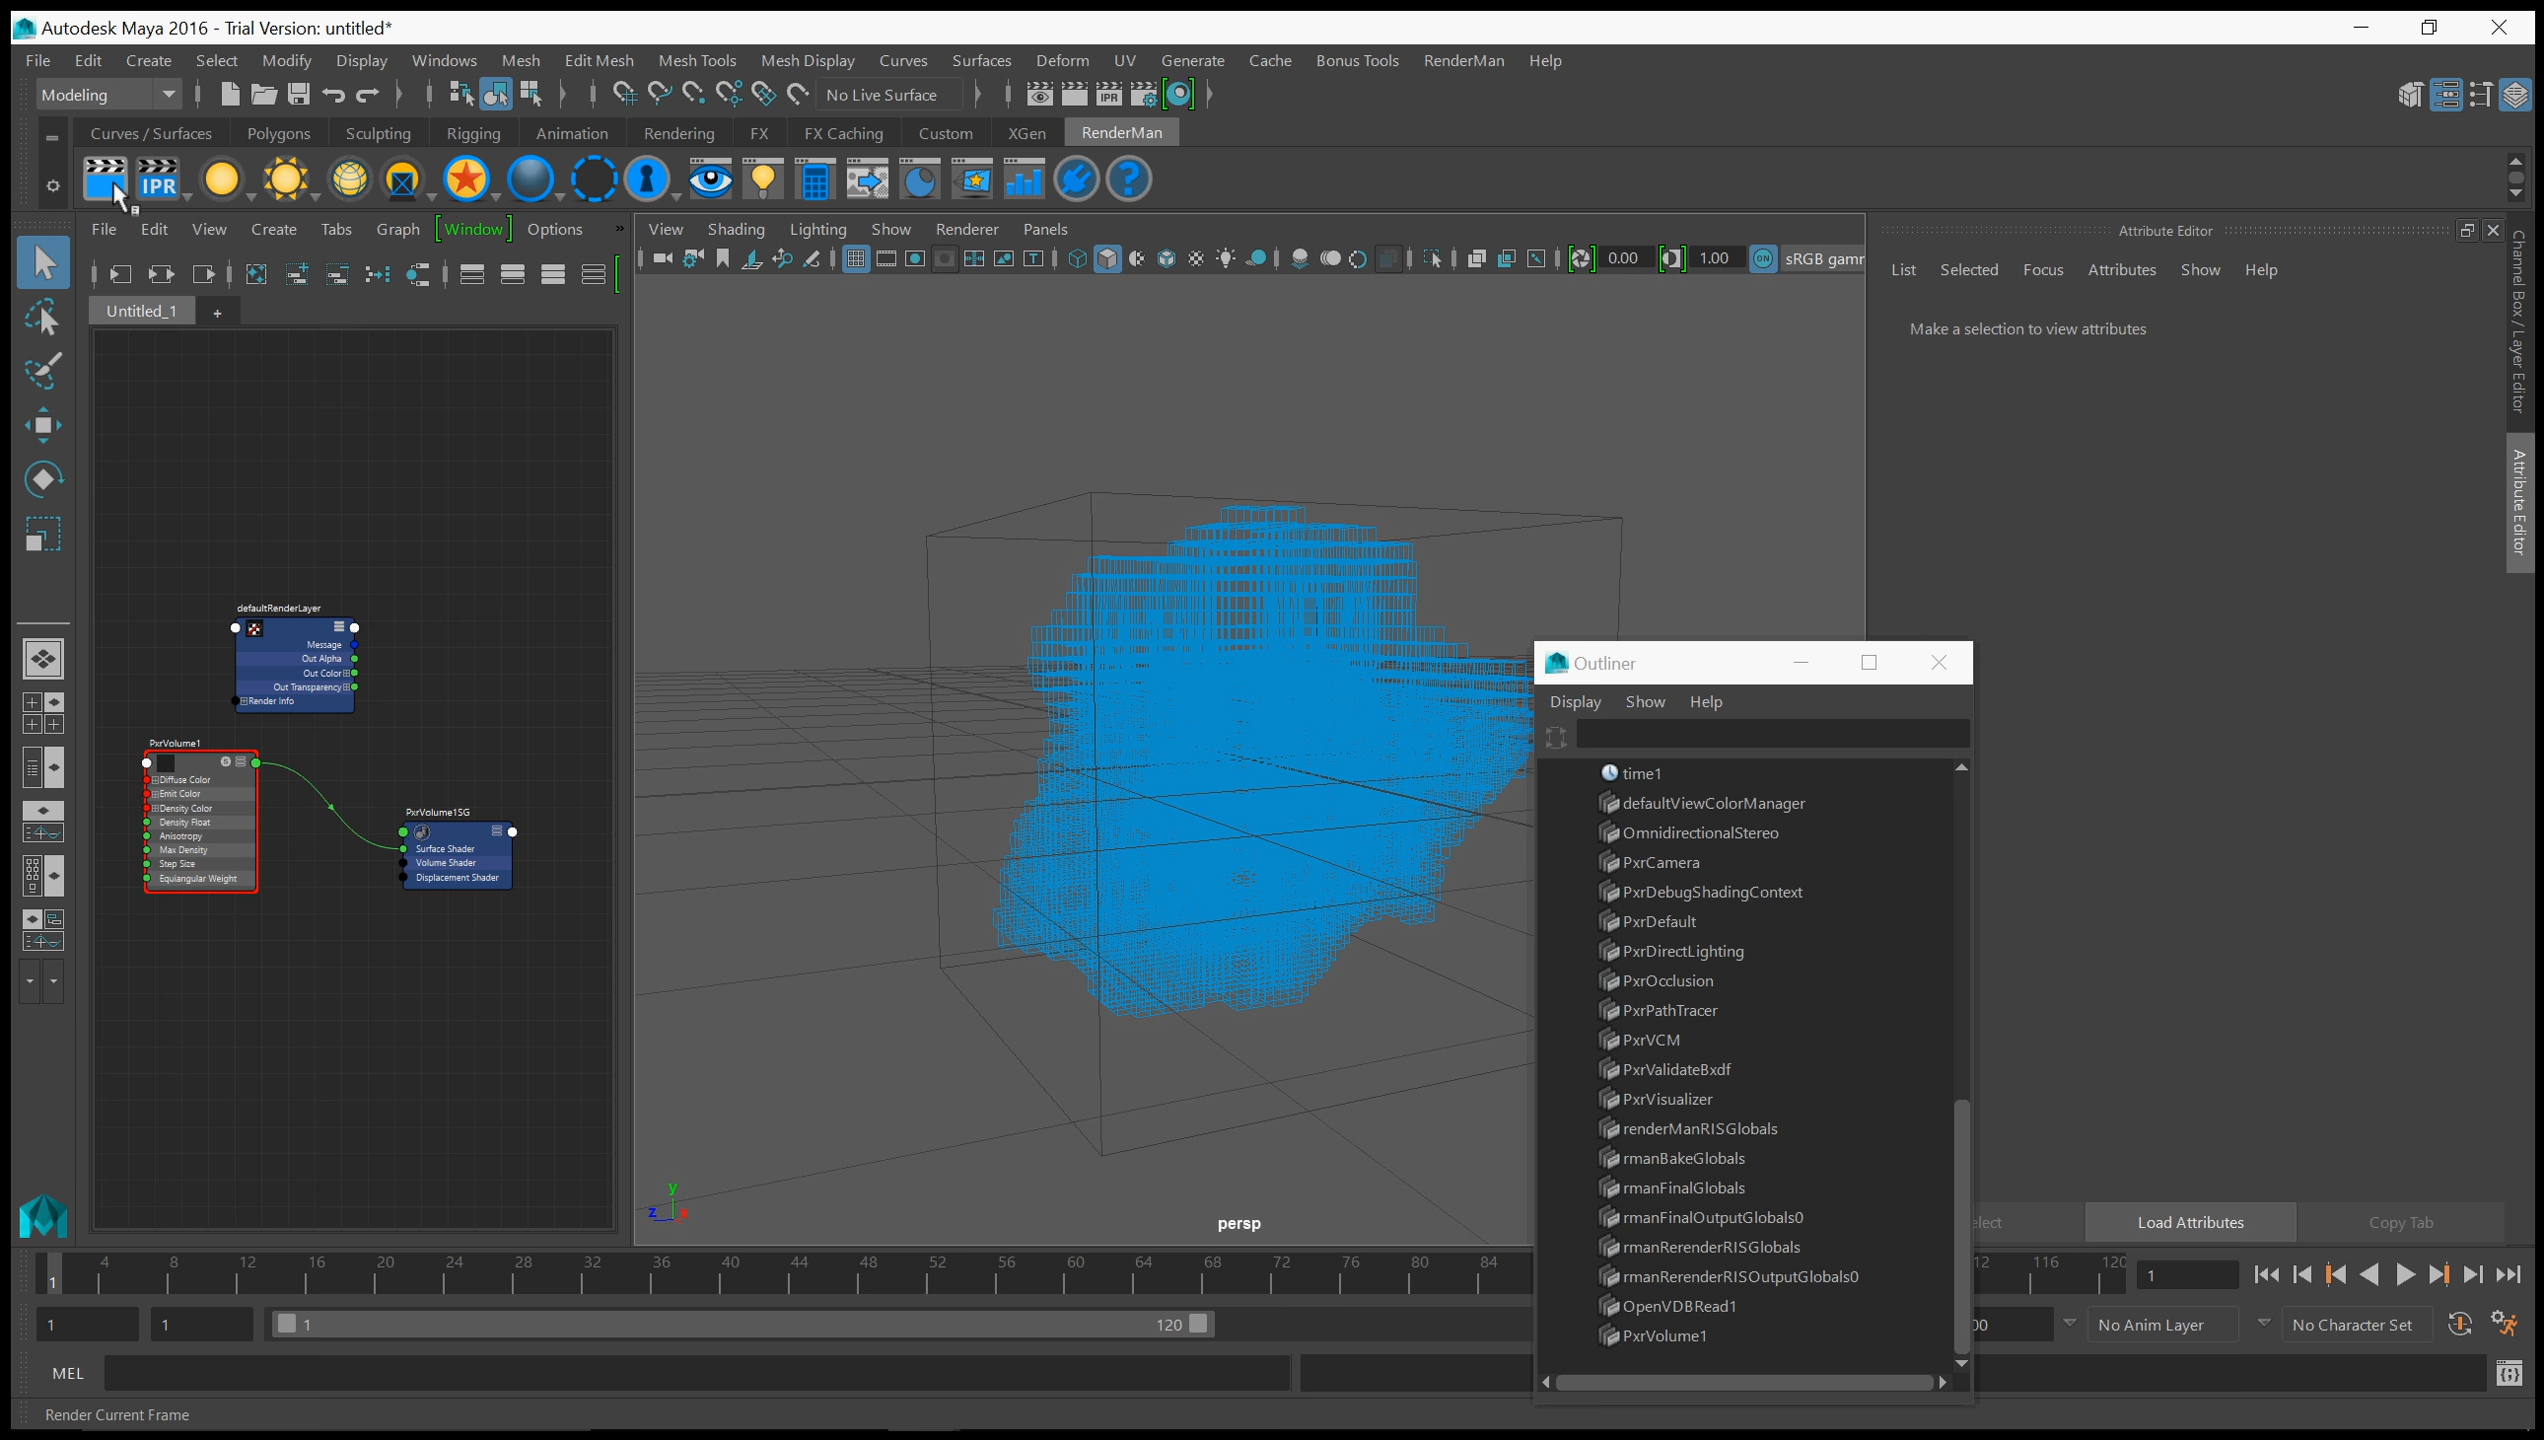 Autodesk Maya 2016 - Trial Version: untitled*
File Edit Create Select Modify Display Windows Mesh Edit Mesh Mesh Tools Mesh Display Curves Surfaces Deform UV Generate Cache Bonus Tools RenderMan Help
Modeling No Live Surface IPR
Curves / Surfaces Polygons Sculpting Rigging Animation Rendering FX FX Caching Custom XGen RenderMan
IPR ?
File Edit View Create Tabs Graph Window Options »
View Shading Lighting Show Renderer Panels
Attribute Editor
0.00 1.00 ON sRGB gamm
List Selected Focus Attributes Show Help
Untitled_1 +
Make a selection to view attributes
Channel Box / Layer Editor
Attribute Editor
defaultRenderLayer
Message
Out Alpha
Out Color
Out Transparency
Render Info
PxrVolume1
Diffuse Color
Emit Color
Density Color
Density Float
Anisotropy
Max Density
Step Size
Equiangular Weight
PxrVolume1SG
Surface Shader
Volume Shader
Displacement Shader
y
z x
persp
Outliner
Display Show Help
time1
defaultViewColorManager
OmnidirectionalStereo
PxrCamera
PxrDebugShadingContext
PxrDefault
PxrDirectLighting
PxrOcclusion
PxrPathTracer
PxrVCM
PxrValidateBxdf
PxrVisualizer
renderManRISGlobals
rmanBakeGlobals
rmanFinalGlobals
rmanFinalOutputGlobals0
rmanRerenderRISGlobals
rmanRerenderRISOutputGlobals0
OpenVDBRead1
PxrVolume1
elect Load Attributes Copy Tab
1 4 8 12 16 20 24 28 32 36 40 44 48 52 56 60 64 68 72 76 80 84 12 116 120 1
1 1 1 120 00 No Anim Layer No Character Set
MEL
Render Current Frame